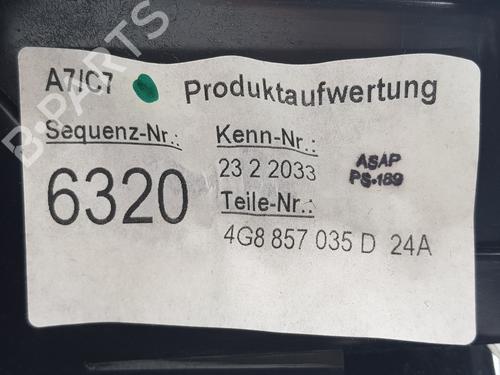 A7/C7 Produktaufwertung
Sequenz-Nr.: Kenn-Nr.:
6320 23 2 2033
ASAP
PS-189
Teile-Nr.:
4G8 857 035 D 24A
B-PARTS